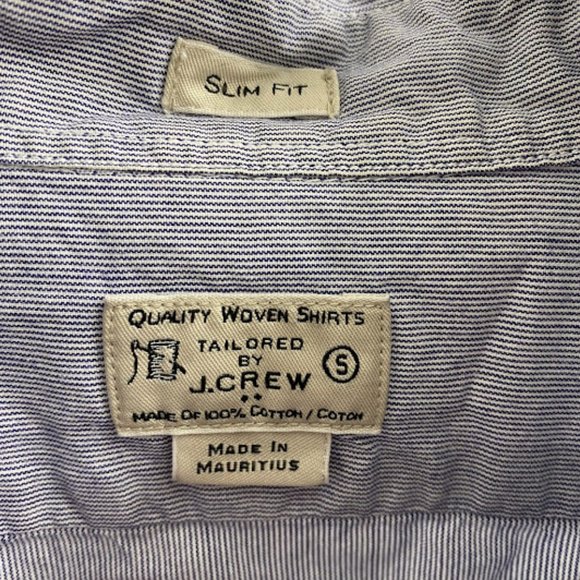 SLIM FIT
QUALITY WOVEN SHIRTS
TAILORED
BY
S
J.CREW
MADE OF 100% COTTON / COTON
MADE IN
MAURITIUS